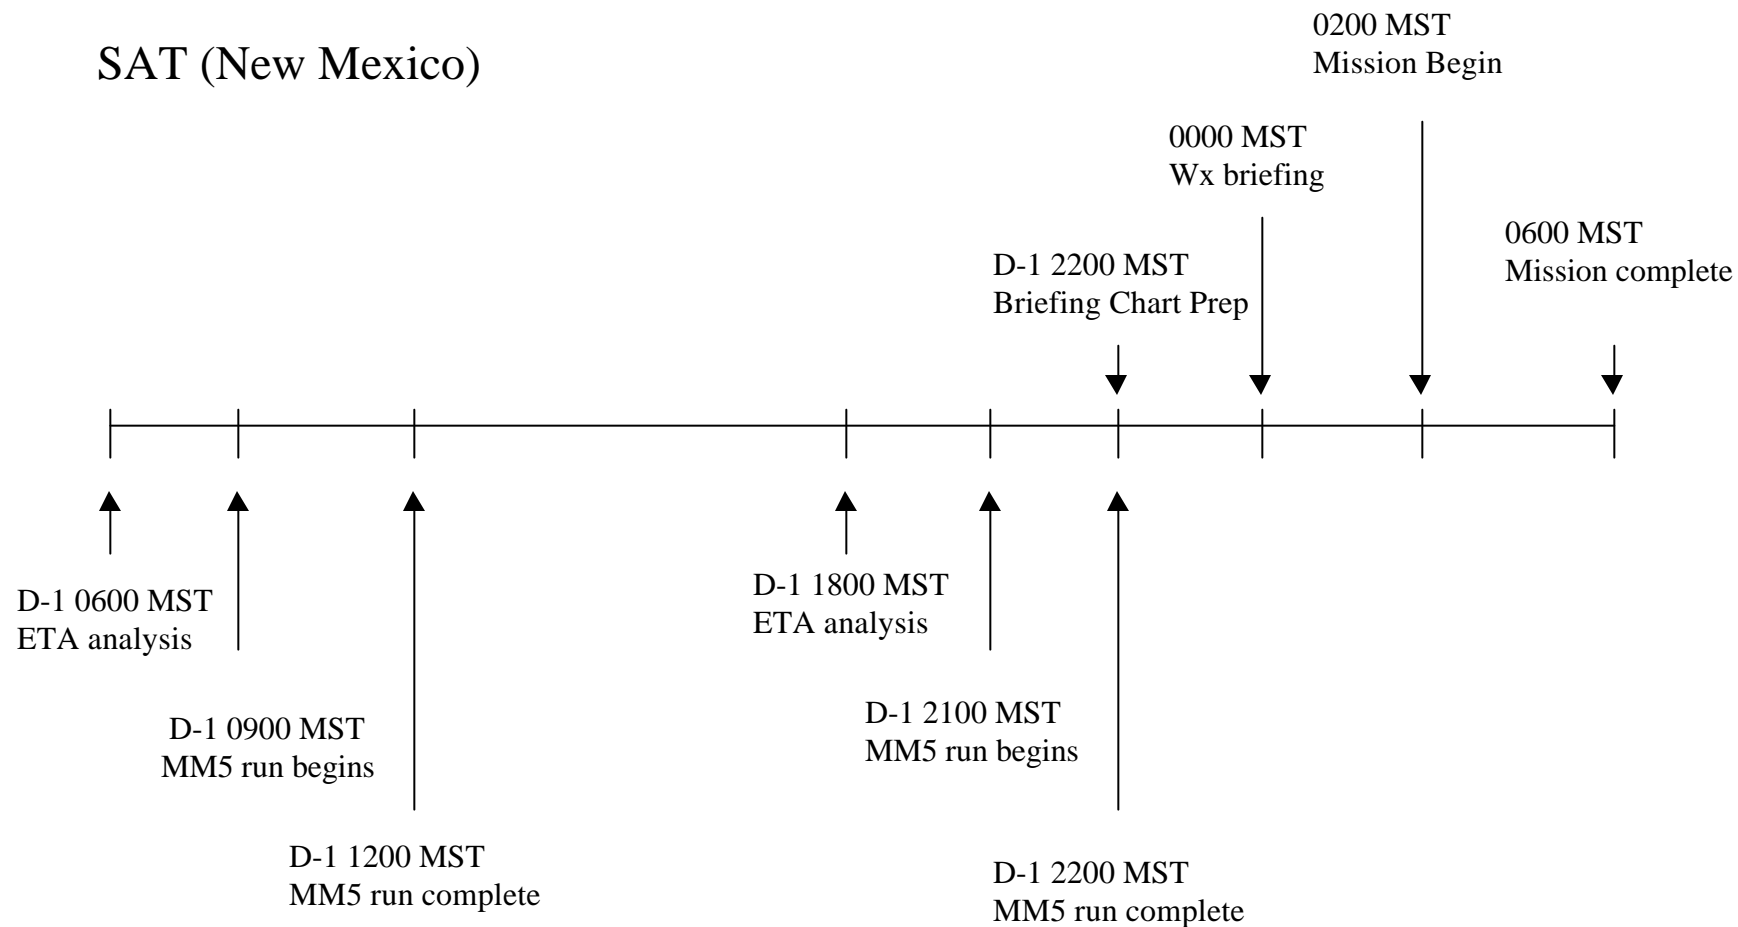 SAT (New Mexico)
0200 MST
Mission Begin
0000 MST
Wx briefing
D-1 2200 MST
Briefing Chart Prep
0600 MST
Mission complete
D-1 0600 MST
ETA analysis
D-1 0900 MST
MM5 run begins
D-1 1200 MST
MM5 run complete
D-1 1800 MST
ETA analysis
D-1 2100 MST
MM5 run begins
D-1 2200 MST
MM5 run complete